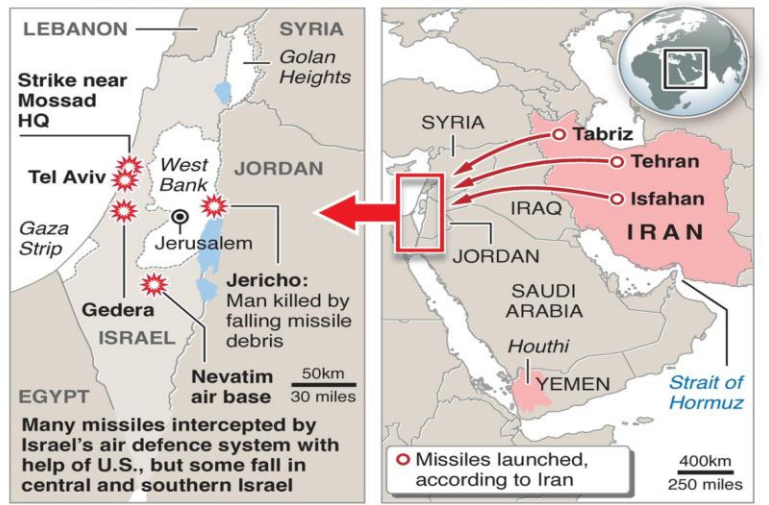 LEBANON
SYRIA
Golan
Heights
Strike near
Mossad
HQ
Tel Aviv
West
Bank
JORDAN
Gaza
Strip
Jerusalem
Jericho:
Man killed by
falling missile
debris
Gedera
ISRAEL
Nevatim
air base
50km
30 miles
EGYPT
Many missiles intercepted by
Israel's air defence system with
help of U.S., but some fall in
central and southern Israel
SYRIA
Tabriz
Tehran
Isfahan
IRAQ
IRAN
JORDAN
SAUDI
ARABIA
Houthi
YEMEN
Strait of
Hormuz
Missiles launched,
according to Iran
400km
250 miles